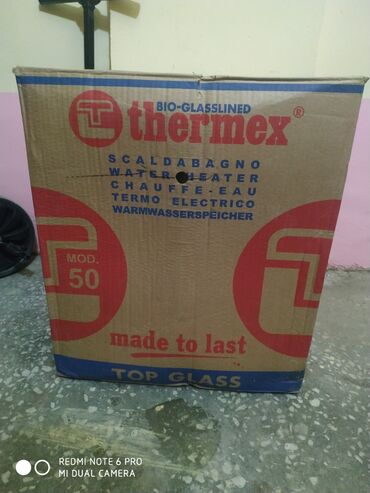 BIO-GLASSLINED
thermex®
SCALDABAGNO
WATER HEATER
CHAUFFE-EAU
TERMO ELECTRICO
WARMWASSERSPEICHER
MOD.
50
made to last
TOP GLASS
REDMI NOTE 6 PRO
MI DUAL CAMERA